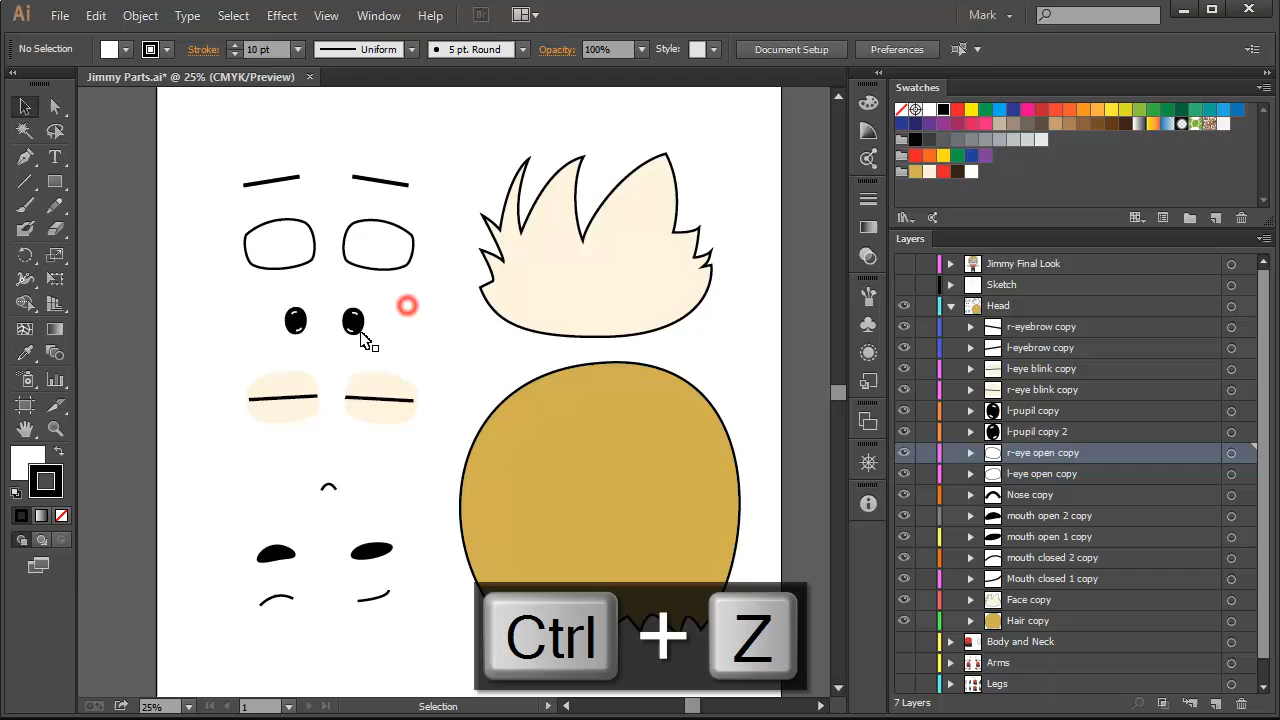 Ai File Edit Object Type Select Effect View Window Help Br Mark
No Selection Stroke: 10 pt Uniform 5 pt. Round Opacity: 100% Style: Document Setup Preferences
Jimmy Parts.ai* @ 25% (CMYK/Preview) ×
Swatches
Layers
Jimmy Final Look
Sketch
Head
r-eyebrow copy
l-eyebrow copy
l-eye blink copy
r-eye blink copy
l-pupil copy
l-pupil copy 2
r-eye open copy
l-eye open copy
Nose copy
mouth open 2 copy
mouth open 1 copy
mouth closed 2 copy
Mouth closed 1 copy
Face copy
Hair copy
Body and Neck
Arms
Legs
Ctrl + Z
25% 1 Selection
7 Layers